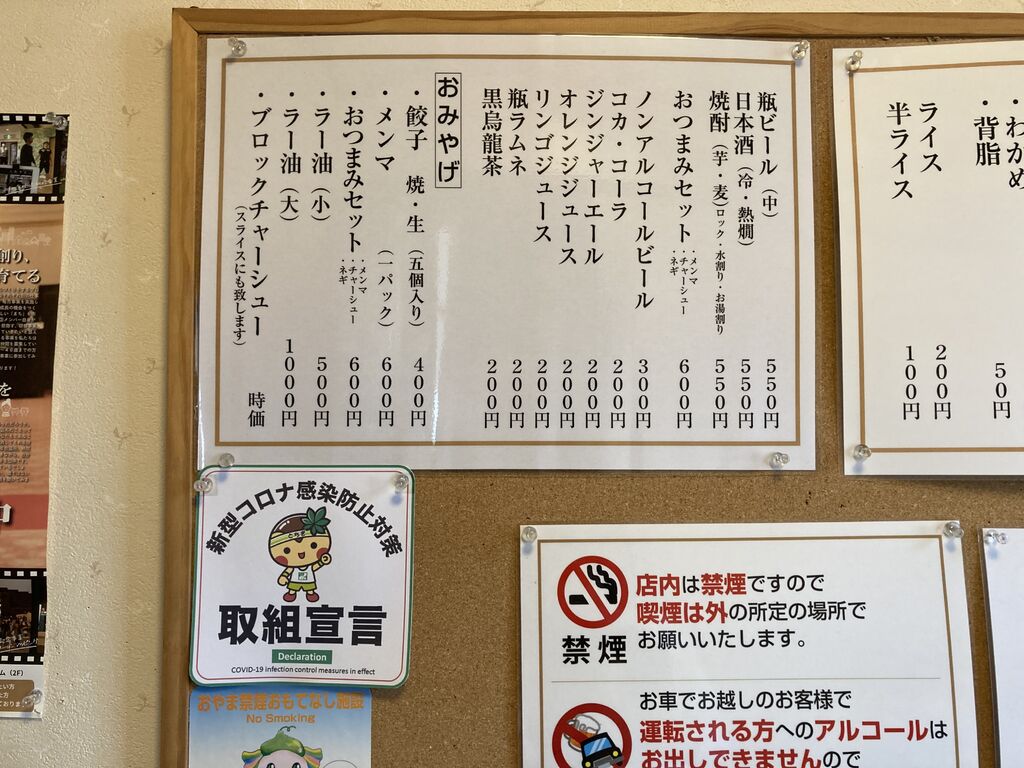 瓶ビール（中） 550円
日本酒（冷・熱燗） 550円
焼酎（芋・麦）ロック・水割り・お湯割り 550円
おつまみセット ・メンマ ・チャーシュー ・ネギ 600円
ノンアルコールビール 300円
コカ・コーラ 200円
ジンジャーエール 200円
オレンジジュース 200円
リンゴジュース 200円
瓶ラムネ 200円
黒烏龍茶 200円
おみやげ
・餃子 焼・生（五個入り） 400円
・メンマ （一パック） 600円
・おつまみセット ・メンマ ・チャーシュー ・ネギ 600円
・ラー油（小） 500円
・ラー油（大） 1000円
・ブロックチャーシュー 時価
（スライスにも致します）
・わかめ
・背脂 50円
ライス 200円
半ライス 100円
新型コロナ感染防止対策
とちまる
取組宣言
Declaration
COVID-19 infection control measures in effect
おやま禁煙おもてなし施設
No Smoking
禁煙
店内は禁煙ですので
喫煙は外の所定の場所で
お願いいたします。
お車でお越しのお客様で
運転される方へのアルコールは
お出しできませんので
創り、
育てる
を
ム（2F）